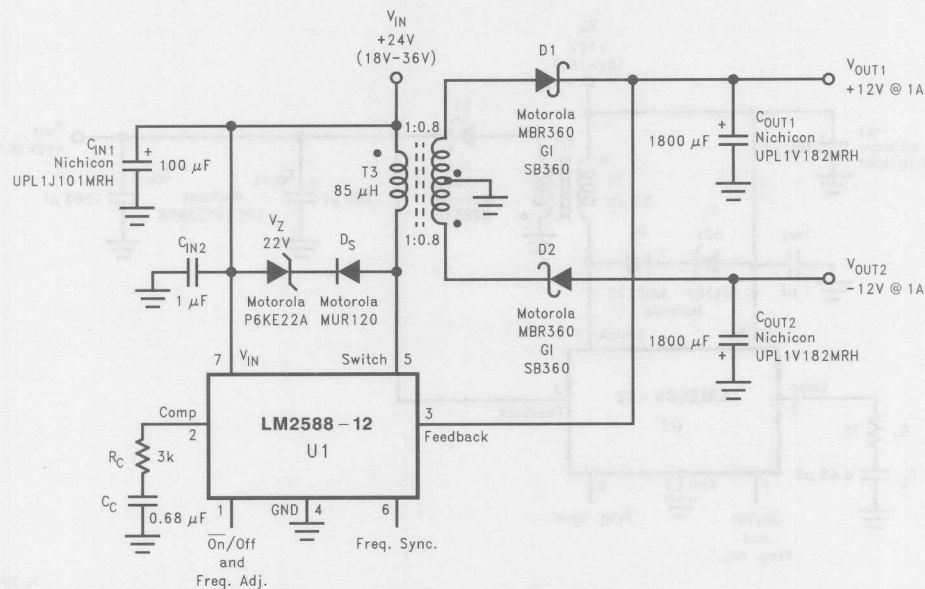 V_IN
+24V
(18V-36V)
D1
V_OUT1
+12V @ 1A
Motorola
MBR360
GI
SB360
1800 μF
+
C_OUT1
Nichicon
UPL1V182MRH
C_IN1
Nichicon
UPL1J101MRH
+
100 μF
1:0.8
T3
85 μH
1:0.8
C_IN2
1 μF
V_Z
22V
Motorola
P6KE22A
D_S
Motorola
MUR120
D2
Motorola
MBR360
GI
SB360
V_OUT2
-12V @ 1A
1800 μF
+
C_OUT2
Nichicon
UPL1V182MRH
7
V_IN
Switch
5
Comp
2
LM2588-12
U1
3
Feedback
R_C
3k
C_C
0.68 μF
1
On/Off
and
Freq. Adj.
GND
4
6
Freq. Sync.